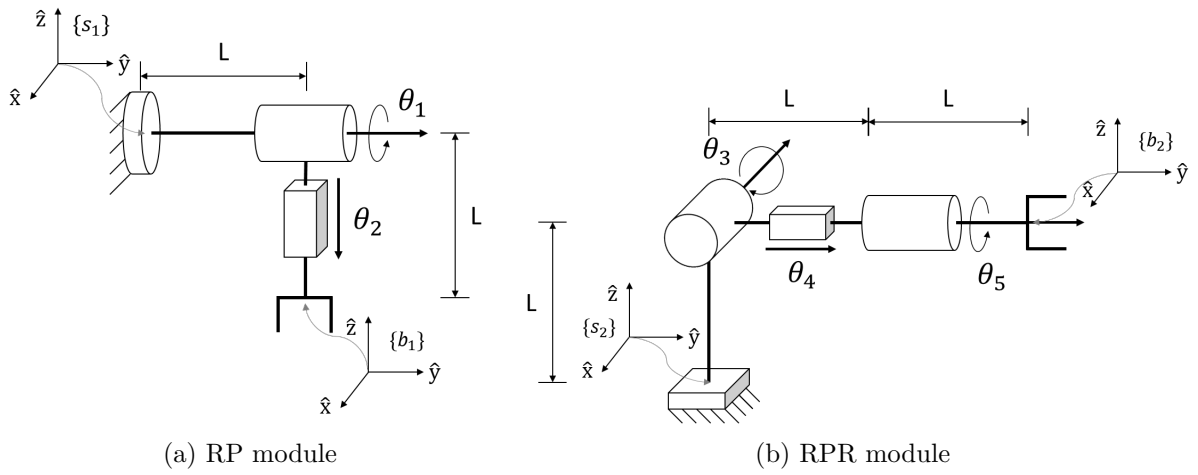 ẑ
{s₁}
ŷ
x̂
L
θ₁
θ₂
L
ẑ
{b₁}
ŷ
x̂
(a) RP module
L
L
θ₃
ẑ
{b₂}
ŷ
x̂
θ₄
θ₅
L
ẑ
{s₂}
ŷ
x̂
(b) RPR module